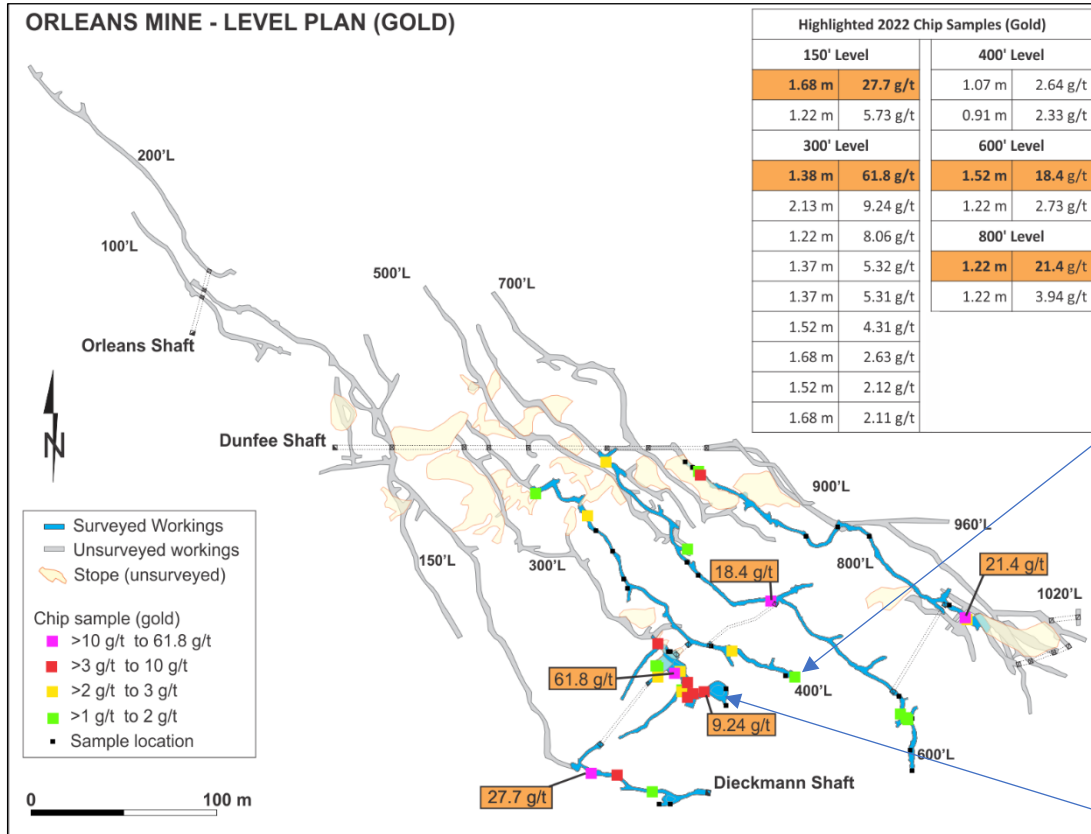 ORLEANS MINE - LEVEL PLAN (GOLD)
Highlighted 2022 Chip Samples (Gold)
150' Level
1.68 m 27.7 g/t
1.22 m 5.73 g/t
300' Level
1.38 m 61.8 g/t
2.13 m 9.24 g/t
1.22 m 8.06 g/t
1.37 m 5.32 g/t
1.37 m 5.31 g/t
1.52 m 4.31 g/t
1.68 m 2.63 g/t
1.52 m 2.12 g/t
1.68 m 2.11 g/t
400' Level
1.07 m 2.64 g/t
0.91 m 2.33 g/t
600' Level
1.52 m 18.4 g/t
1.22 m 2.73 g/t
800' Level
1.22 m 21.4 g/t
1.22 m 3.94 g/t
200'L
100'L
500'L
700'L
Orleans Shaft
N
Dunfee Shaft
900'L
960'L
150'L
300'L
800'L
18.4 g/t
21.4 g/t
1020'L
61.8 g/t
400'L
9.24 g/t
600'L
27.7 g/t
Dieckmann Shaft
Surveyed Workings
Unsurveyed workings
Stope (unsurveyed)
Chip sample (gold)
>10 g/t to 61.8 g/t
>3 g/t to 10 g/t
>2 g/t to 3 g/t
>1 g/t to 2 g/t
Sample location
0 100 m